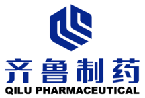 齐鲁制药
QILU PHARMACEUTICAL